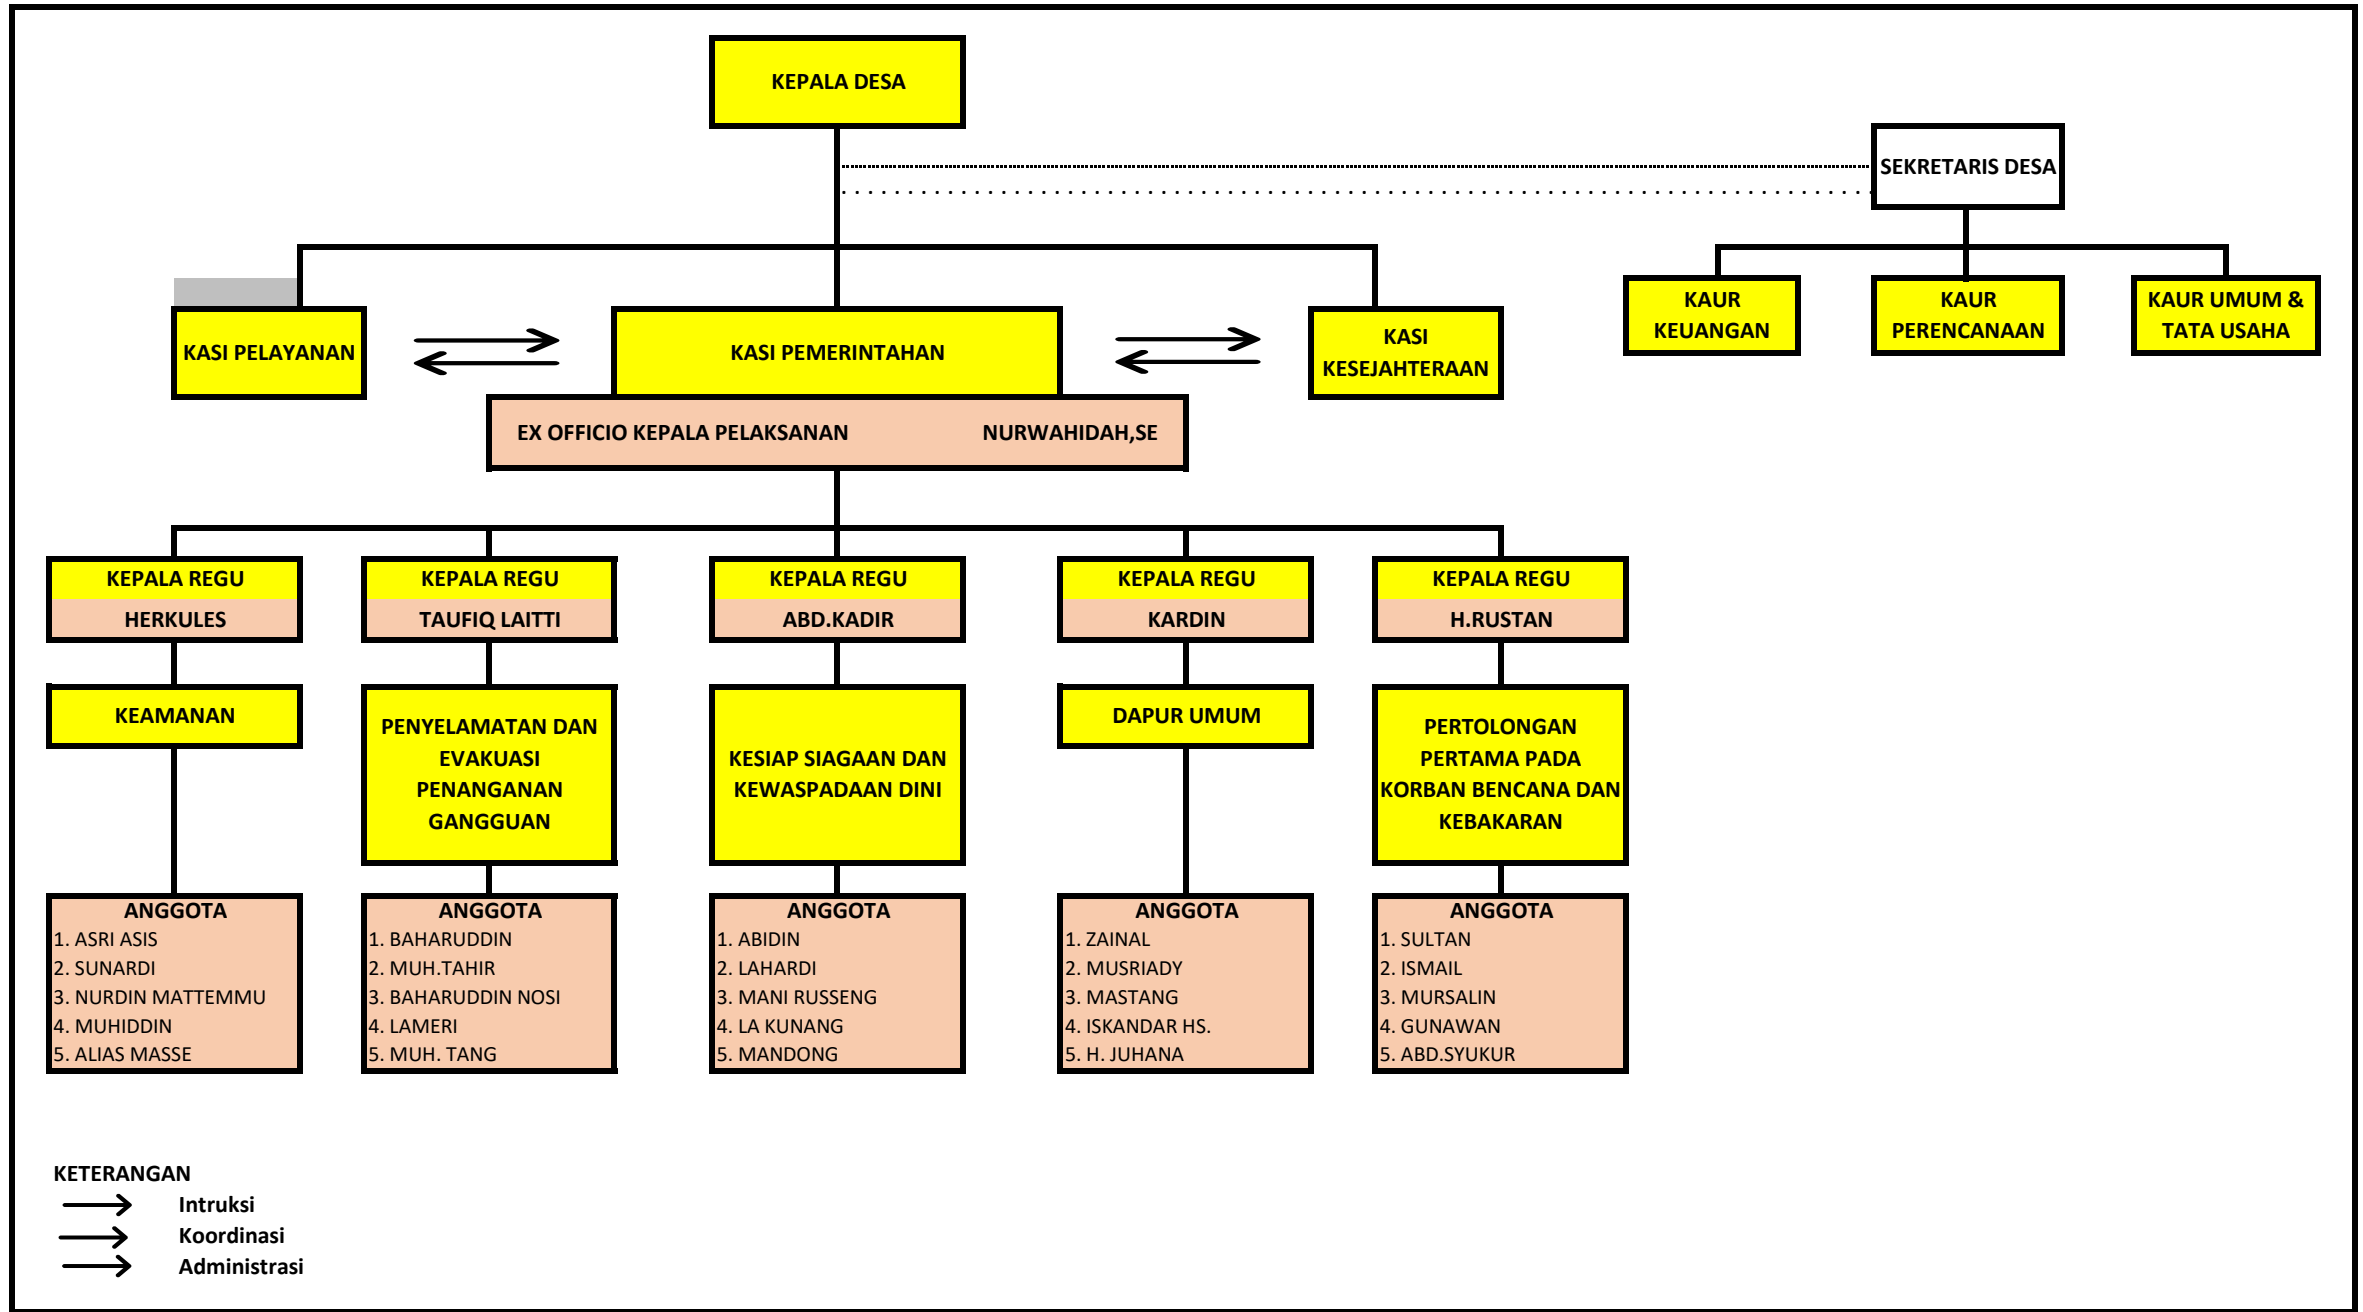 KEPALA DESA
SEKRETARIS DESA
KASI PELAYANAN
KASI PEMERINTAHAN
KASI
KESEJAHTERAAN
KAUR
KEUANGAN
KAUR
PERENCANAAN
KAUR UMUM &
TATA USAHA
EX OFFICIO KEPALA PELAKSANAN NURWAHIDAH,SE
KEPALA REGU
HERKULES
KEAMANAN
ANGGOTA
1. ASRI ASIS
2. SUNARDI
3. NURDIN MATTEMMU
4. MUHIDDIN
5. ALIAS MASSE
KEPALA REGU
TAUFIQ LAITTI
PENYELAMATAN DAN
EVAKUASI
PENANGANAN
GANGGUAN
ANGGOTA
1. BAHARUDDIN
2. MUH.TAHIR
3. BAHARUDDIN NOSI
4. LAMERI
5. MUH. TANG
KEPALA REGU
ABD.KADIR
KESIAP SIAGAAN DAN
KEWASPADAAN DINI
ANGGOTA
1. ABIDIN
2. LAHARDI
3. MANI RUSSENG
4. LA KUNANG
5. MANDONG
KEPALA REGU
KARDIN
DAPUR UMUM
ANGGOTA
1. ZAINAL
2. MUSRIADY
3. MASTANG
4. ISKANDAR HS.
5. H. JUHANA
KEPALA REGU
H.RUSTAN
PERTOLONGAN
PERTAMA PADA
KORBAN BENCANA DAN
KEBAKARAN
ANGGOTA
1. SULTAN
2. ISMAIL
3. MURSALIN
4. GUNAWAN
5. ABD.SYUKUR
KETERANGAN
Intruksi
Koordinasi
Administrasi